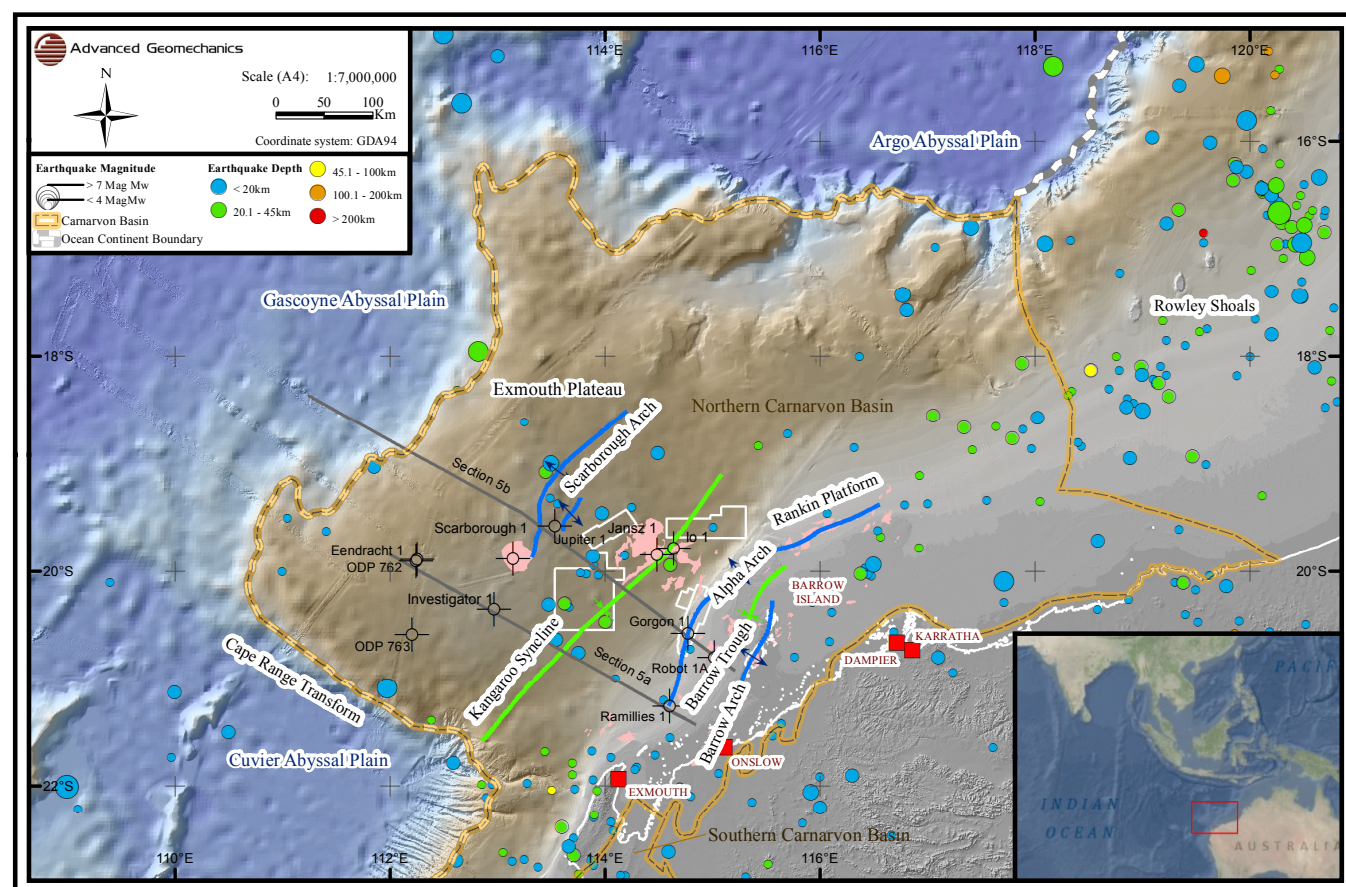 Advanced Geomechanics
N
Scale (A4): 1:7,000,000
0 50 100
Km
Coordinate system: GDA94
Earthquake Magnitude
> 7 Mag Mw
< 4 MagMw
Carnarvon Basin
Ocean Continent Boundary
Earthquake Depth
< 20km
20.1 - 45km
45.1 - 100km
100.1 - 200km
> 200km
114°E 116°E 118°E 120°E
Argo Abyssal Plain
16°S
Gascoyne Abyssal Plain
Rowley Shoals
18°S
18°S
Exmouth Plateau
Northern Carnarvon Basin
Scarborough Arch
Section 5b
Rankin Platform
Scarborough 1
Jupiter 1
Jansz 1
Io 1
Eendracht 1
ODP 762
20°S
20°S
Alpha Arch
BARROW
ISLAND
Investigator 1
Gorgon 1
ODP 763
Kangaroo Syncline
Section 5a
Robot 1A
Barrow Trough
KARRATHA
DAMPIER
Cape Range Transform
Ramillies 1
Barrow Arch
Cuvier Abyssal Plain
ONSLOW
22°S
EXMOUTH
Southern Carnarvon Basin
110°E 112°E 114°E 116°E
PACIF
INDIAN
OCEAN
AUSTRALIA